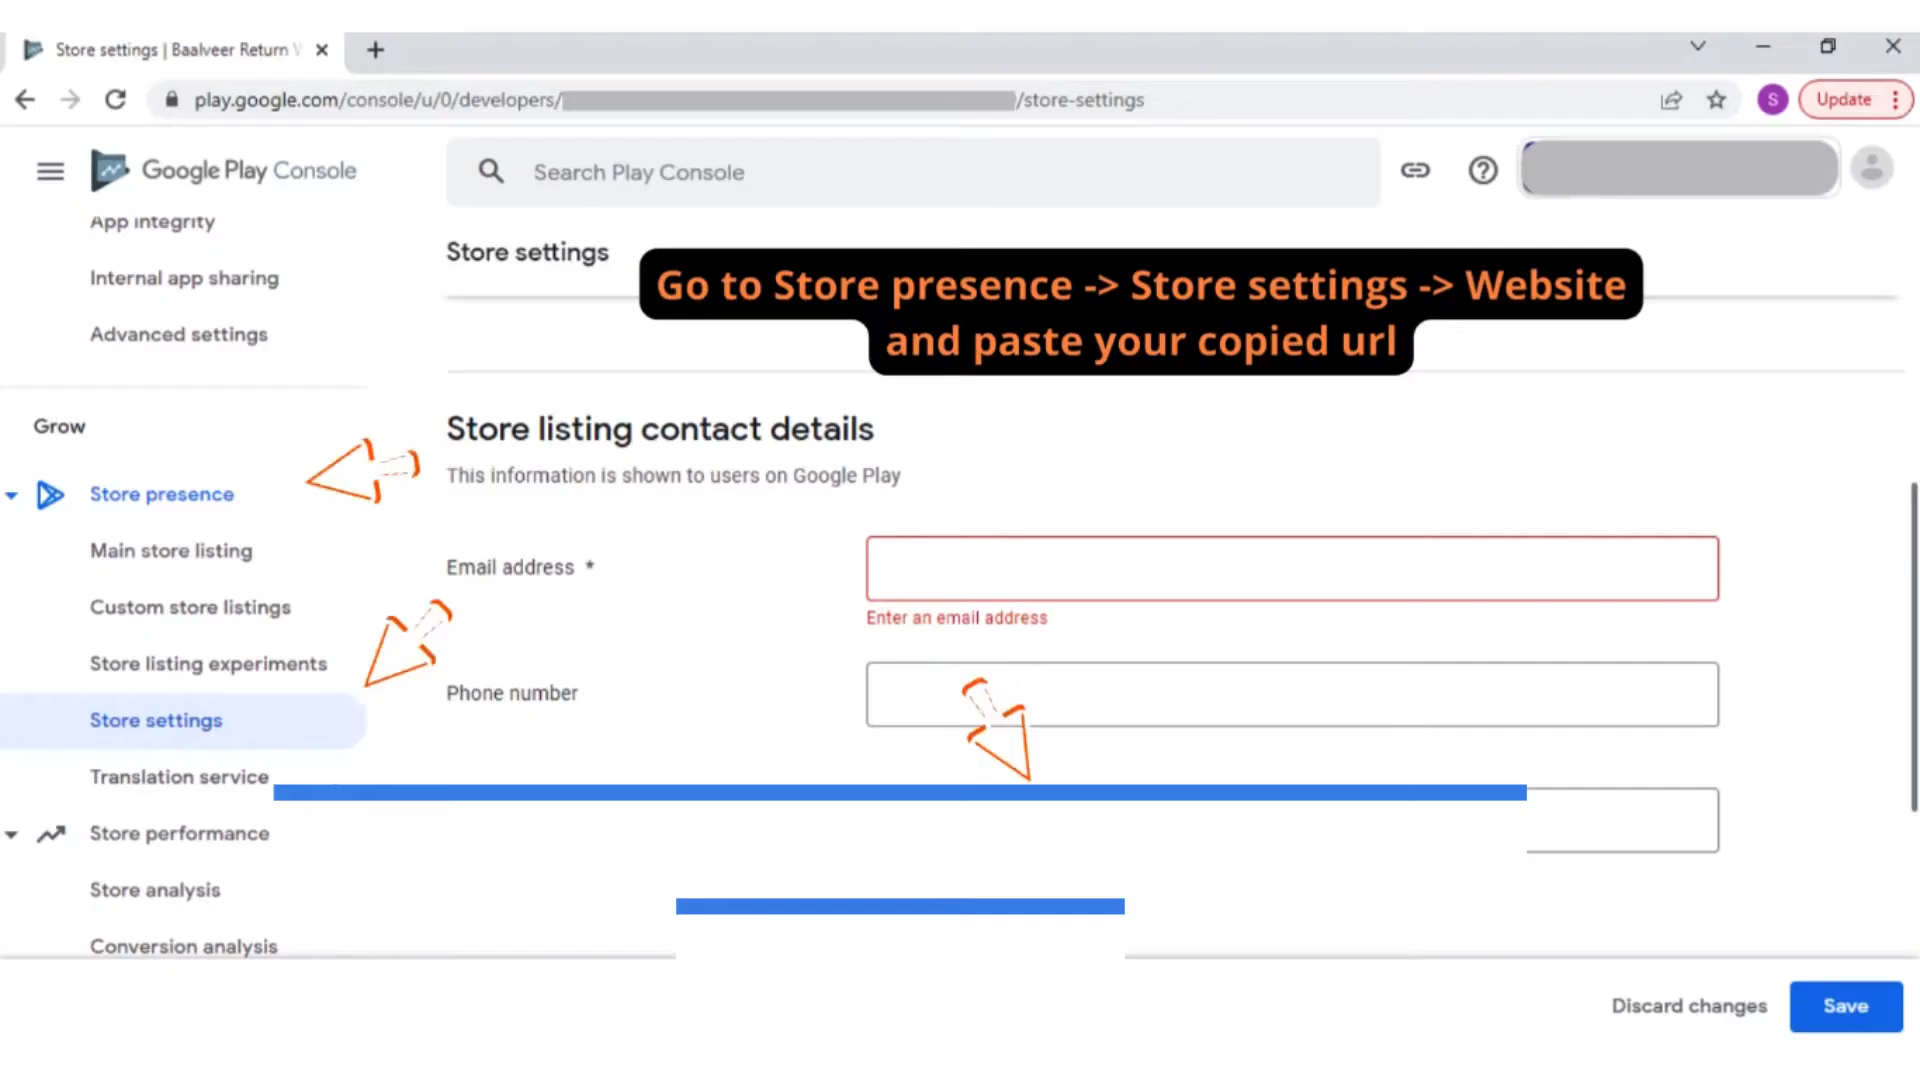 Store settings | Baalveer Return
play.google.com/console/u/0/developers/
/store-settings
S
Update
Google Play Console
Search Play Console
App integrity
Internal app sharing
Advanced settings
Grow
Store presence
Main store listing
Custom store listings
Store listing experiments
Store settings
Translation service
Store performance
Store analysis
Conversion analysis
Store settings
Go to Store presence -> Store settings -> Website
and paste your copied url
Store listing contact details
This information is shown to users on Google Play
Email address *
Enter an email address
Phone number
Discard changes
Save